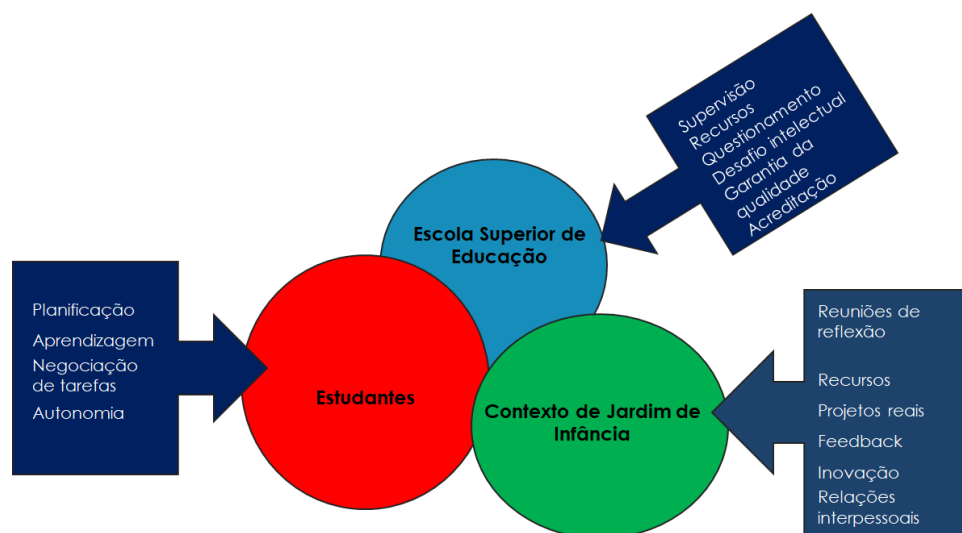 Supervisão
Recursos
Questionamento
Desafio intelectual
Garantia da
qualidade
Acreditação
Escola Superior de
Educação
Planificação
Aprendizagem
Negociação
de tarefas
Autonomia
Estudantes
Contexto de Jardim de
Infância
Reuniões de
reflexão
Recursos
Projetos reais
Feedback
Inovação
Relações
interpessoais